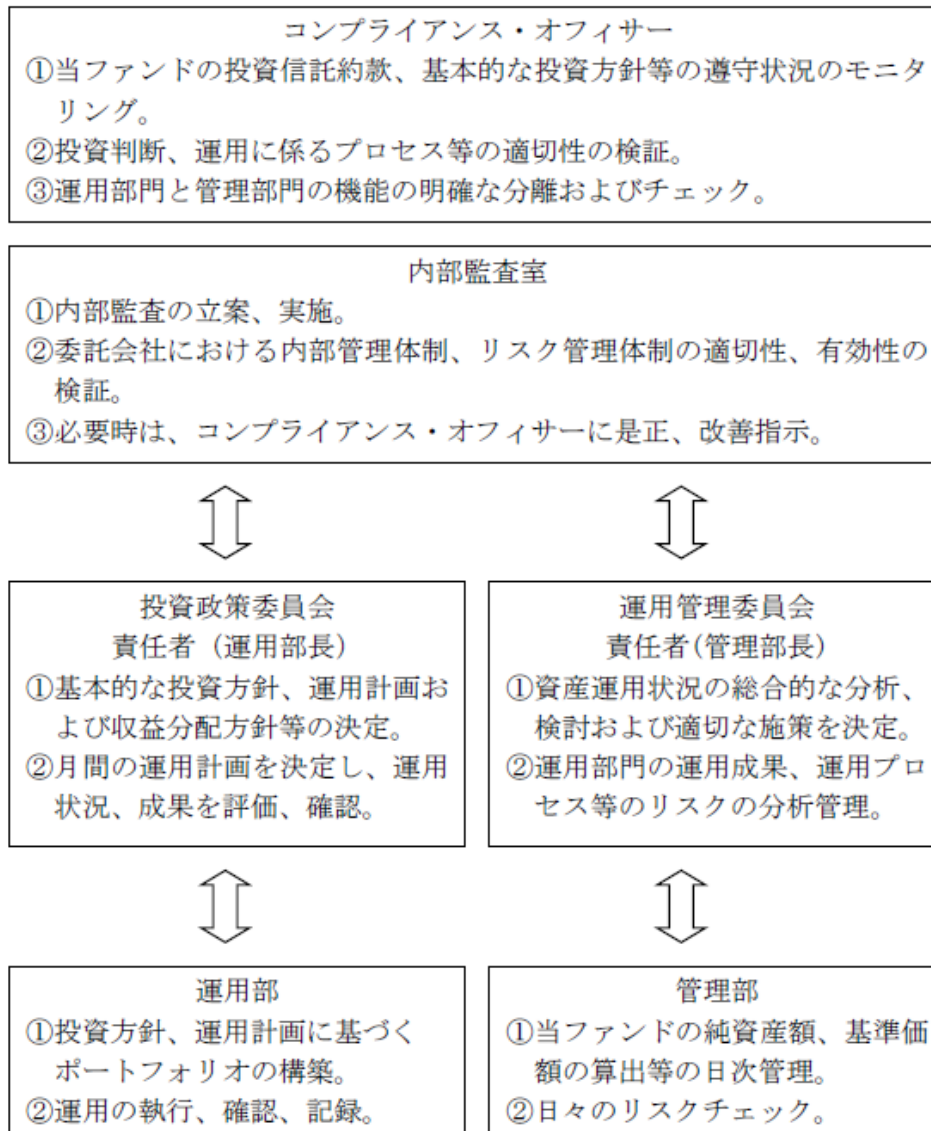 コンプライアンス・オフィサー
①当ファンドの投資信託約款、基本的な投資方針等の遵守状況のモニタ
リング。
②投資判断、運用に係るプロセス等の適切性の検証。
③運用部門と管理部門の機能の明確な分離およびチェック。
内部監査室
①内部監査の立案、実施。
②委託会社における内部管理体制、リスク管理体制の適切性、有効性の
検証。
③必要時は、コンプライアンス・オフィサーに是正、改善指示。
投資政策委員会
責任者（運用部長）
①基本的な投資方針、運用計画お
よび収益分配方針等の決定。
②月間の運用計画を決定し、運用
状況、成果を評価、確認。
運用管理委員会
責任者(管理部長)
①資産運用状況の総合的な分析、
検討および適切な施策を決定。
②運用部門の運用成果、運用プロ
セス等のリスクの分析管理。
運用部
①投資方針、運用計画に基づく
ポートフォリオの構築。
②運用の執行、確認、記録。
管理部
①当ファンドの純資産額、基準価
額の算出等の日次管理。
②日々のリスクチェック。